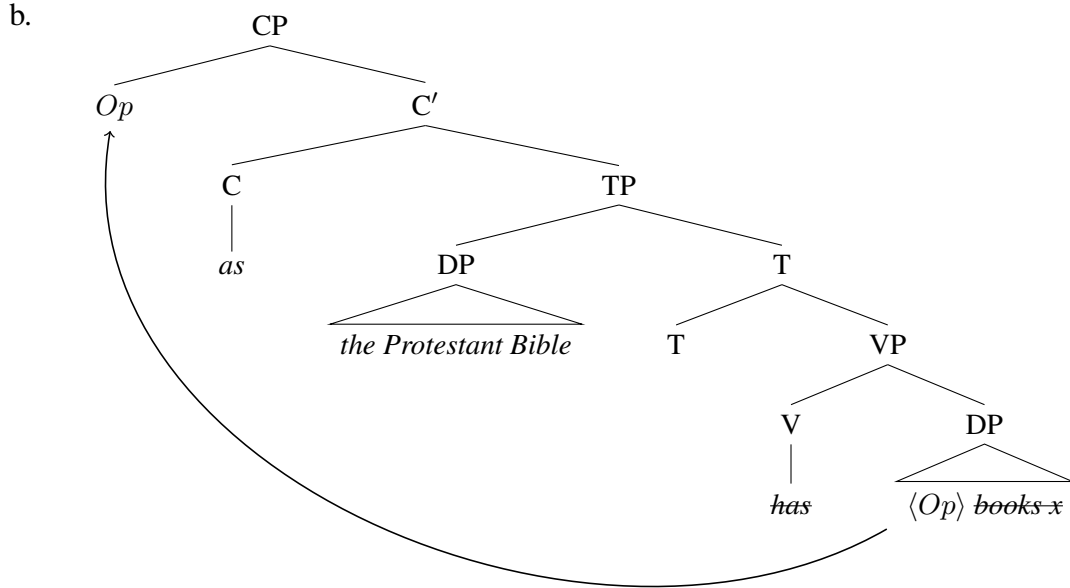 b.
CP
Op C′
C TP
as DP T
the Protestant Bible T VP
V DP
has ⟨Op⟩ books x